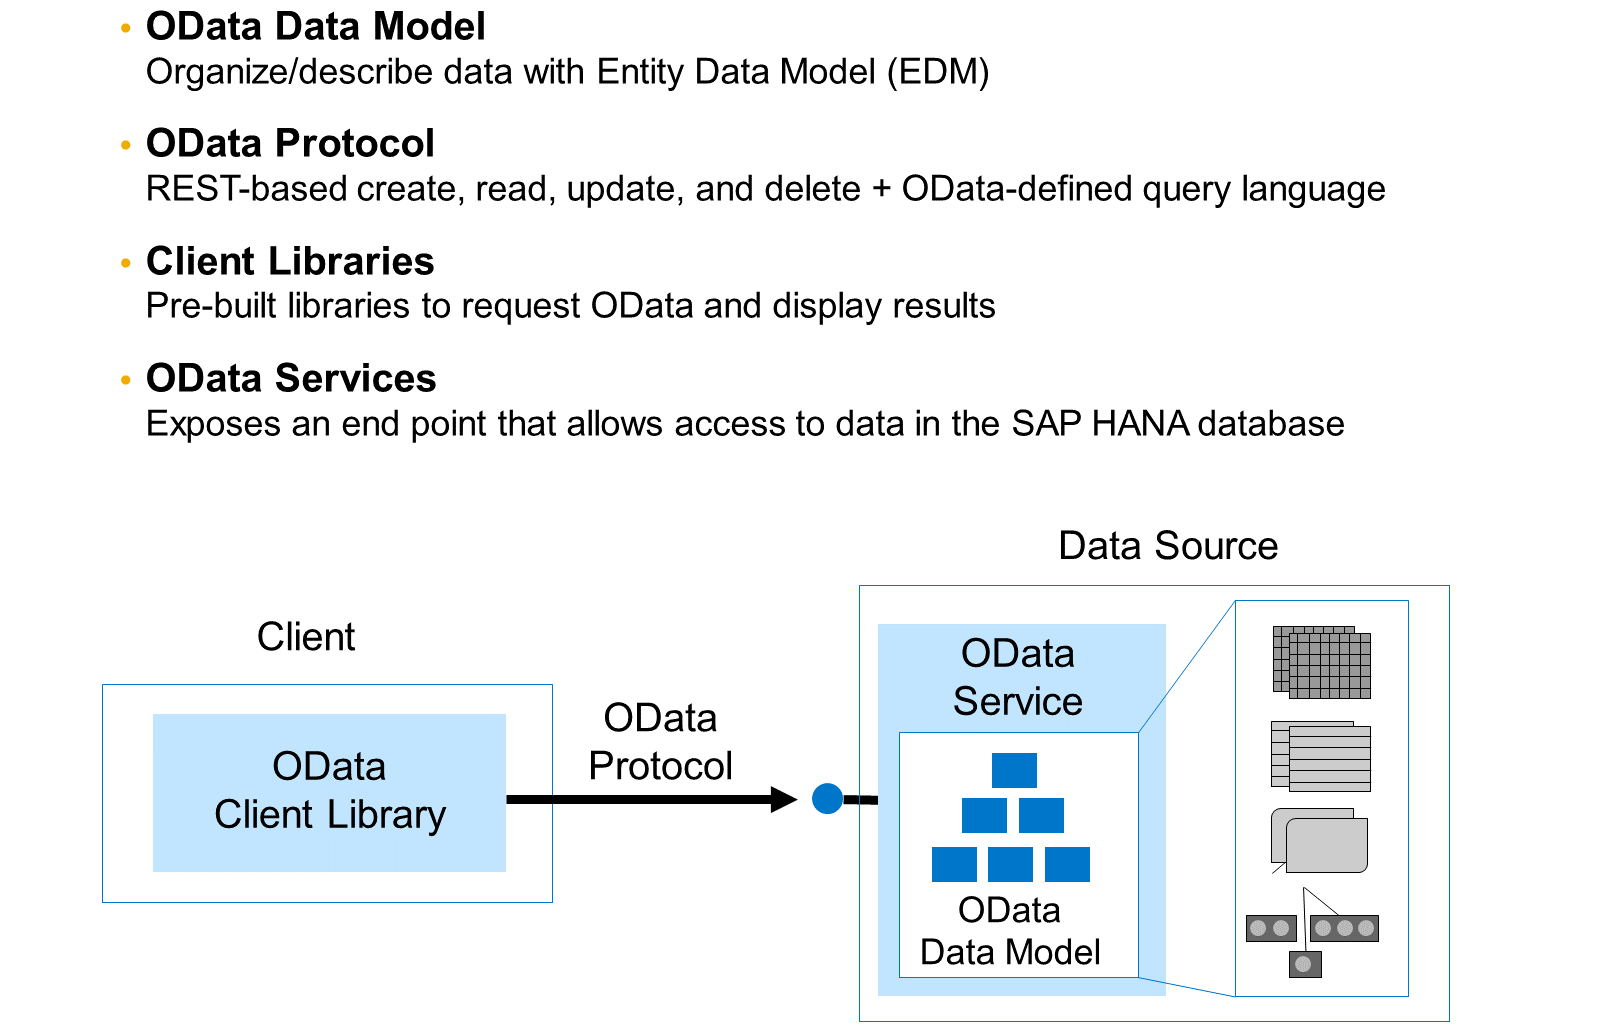 • OData Data Model
Organize/describe data with Entity Data Model (EDM)
• OData Protocol
REST-based create, read, update, and delete + OData-defined query language
• Client Libraries
Pre-built libraries to request OData and display results
• OData Services
Exposes an end point that allows access to data in the SAP HANA database
Data Source
Client
OData
Service
OData
Protocol
OData
Client Library
OData
Data Model